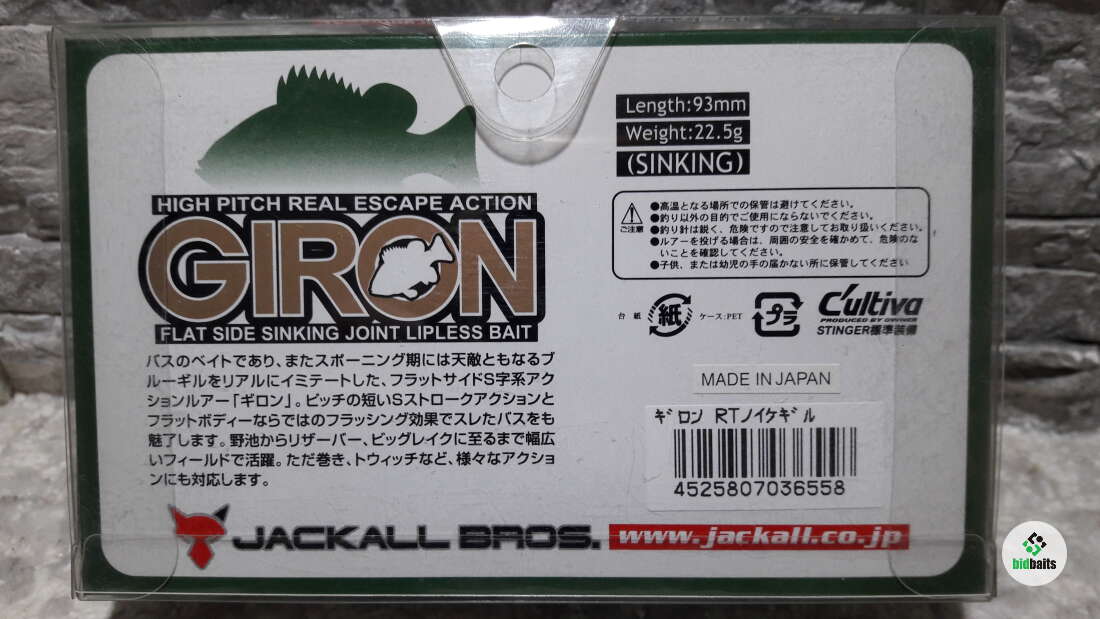 Length:93mm
Weight:22.5g
(SINKING)
HIGH PITCH REAL ESCAPE ACTION
GIRON
FLAT SIDE SINKING JOINT LIPLESS BAIT
バスのベイトであり、またスポーニング期には天敵ともなるブ
ルーギルをリアルにイミテートした、フラットサイドS字系アク
ションルアー「ギロン」。ピッチの短いSストロークアクションと
フラットボディーならではのフラッシング効果でスレたバスをも
魅了します。野池からリザーバー、ビッグレイクに至るまで幅広
いフィールドで活躍。ただ巻き、トウィッチなど、様々なアクショ
ンにも対応します。
ご注意
●高温となる場所での保管は避けてください。
●釣り以外の目的でご使用にならないでください。
●釣り針は鋭く、危険ですので注意してお取り扱いください。
●ルアーを投げる場合は、周囲の安全を確かめて、危険のな
いことを確認してください。
●子供、または幼児の手の届かない所に保管してください
台紙
紙
ケース:PET
プラ
C'ultiva
PRODUCED BY OWNER
STINGER標準装備
MADE IN JAPAN
ｷﾞﾛﾝ RTﾉｲｹｷﾞﾙ
4525807036558
JACKALL BROS.
www.jackall.co.jp
bidbaits